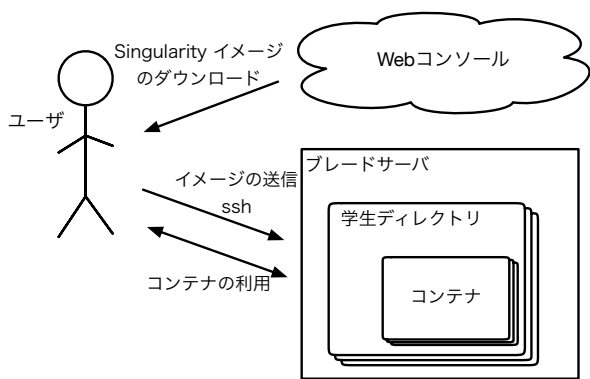 Singularity イメージ
のダウンロード
Webコンソール
ユーザ
ブレードサーバ
イメージの送信
ssh
学生ディレクトリ
コンテナの利用
コンテナ